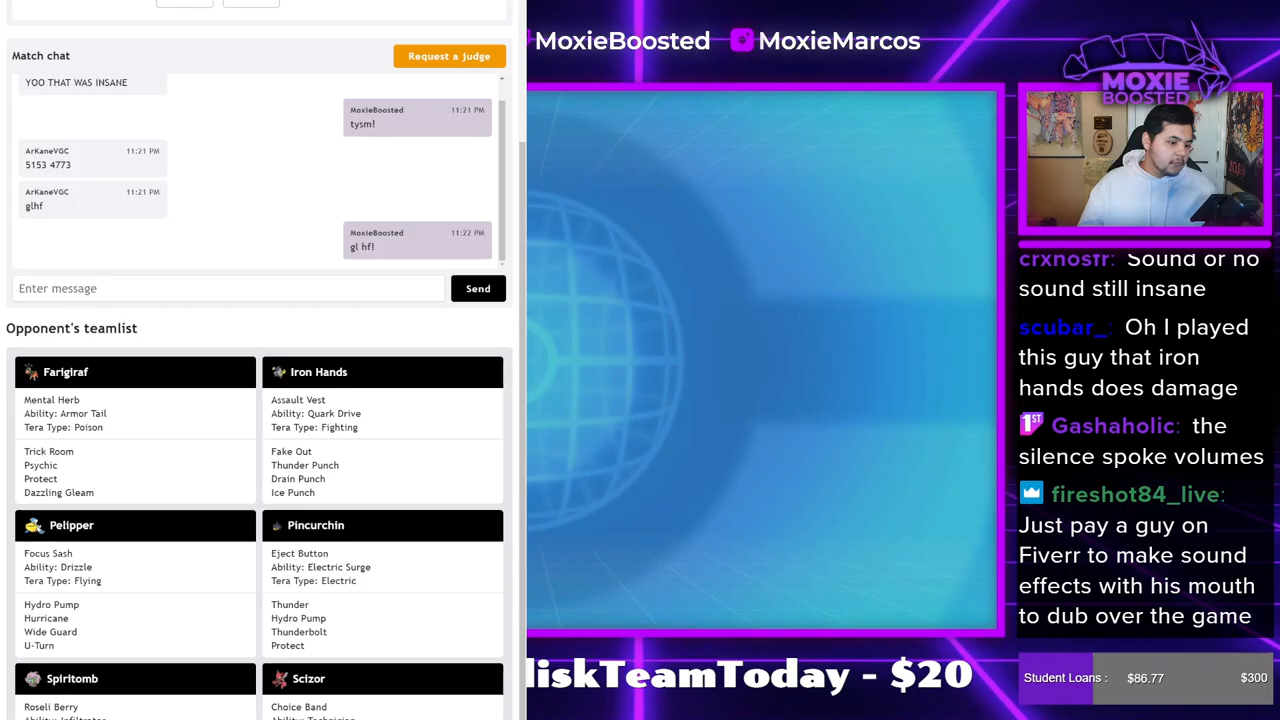 Match chat
Request a judge
YOO THAT WAS INSANE
MoxieBoosted 11:21 PM
tysm!
ArKaneVGC 11:21 PM
5153 4773
ArKaneVGC 11:21 PM
glhf
MoxieBoosted 11:22 PM
gl hf!
Enter message
Send
Opponent's teamlist
Farigiraf
Mental Herb
Ability: Armor Tail
Tera Type: Poison
Trick Room
Psychic
Protect
Dazzling Gleam
Iron Hands
Assault Vest
Ability: Quark Drive
Tera Type: Fighting
Fake Out
Thunder Punch
Drain Punch
Ice Punch
Pelipper
Focus Sash
Ability: Drizzle
Tera Type: Flying
Hydro Pump
Hurricane
Wide Guard
U-Turn
Pincurchin
Eject Button
Ability: Electric Surge
Tera Type: Electric
Thunder
Hydro Pump
Thunderbolt
Protect
Spiritomb
Roseli Berry
Ability: Infiltrator
Scizor
Choice Band
Ability: Technician
MoxieBoosted MoxieMarcos
MOXIE
BOOSTED
crxnosfr: Sound or no
sound still insane
scubar_: Oh I played
this guy that iron
hands does damage
1ST Gashaholic: the
silence spoke volumes
fireshot84_live:
Just pay a guy on
Fiverr to make sound
effects with his mouth
to dub over the game
diskTeamToday - $20
Student Loans : $86.77 $300